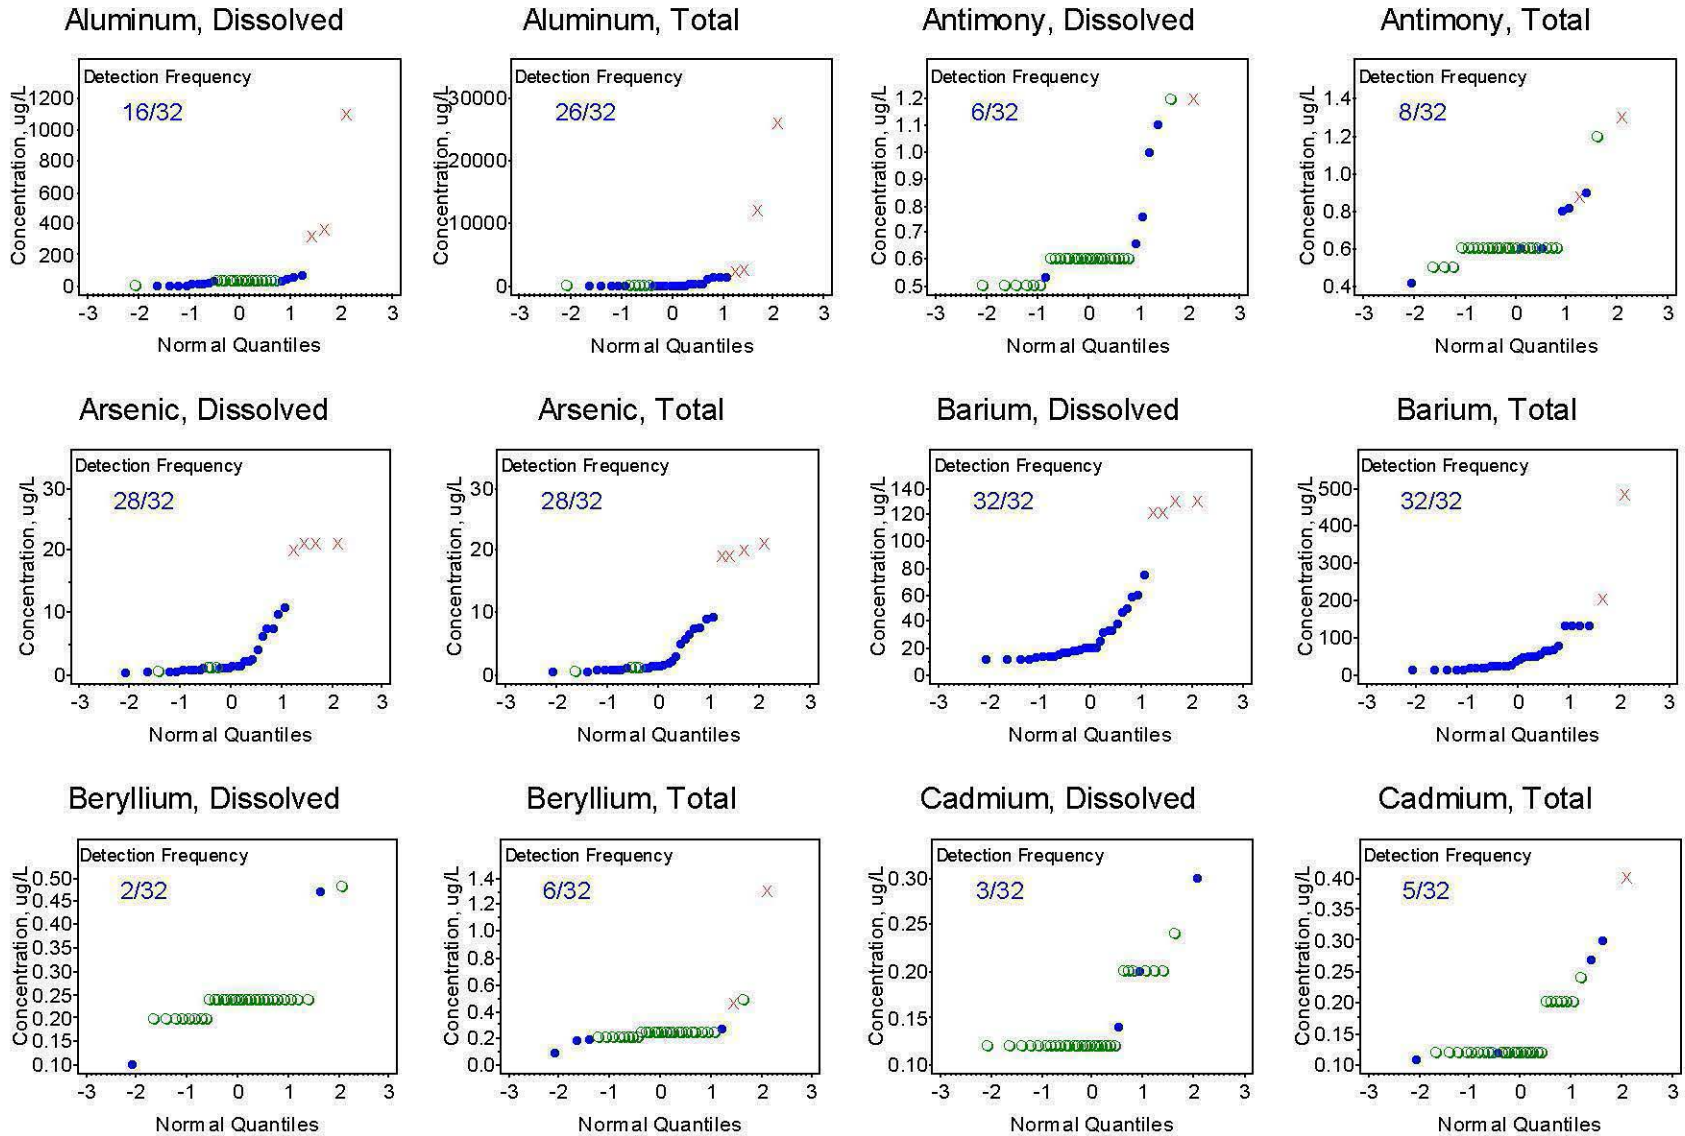 Aluminum, Dissolved
Detection Frequency
16/32
Concentration, ug/L
1200
1000
800
600
400
200
0
-3 -2 -1 0 1 2 3
Normal Quantiles
Aluminum, Total
Detection Frequency
26/32
Concentration, ug/L
30000
20000
10000
0
-3 -2 -1 0 1 2 3
Normal Quantiles
Antimony, Dissolved
Detection Frequency
6/32
Concentration, ug/L
1.2
1.1
1.0
0.9
0.8
0.7
0.6
0.5
-3 -2 -1 0 1 2 3
Normal Quantiles
Antimony, Total
Detection Frequency
8/32
Concentration, ug/L
1.4
1.2
1.0
0.8
0.6
0.4
-3 -2 -1 0 1 2 3
Normal Quantiles
Arsenic, Dissolved
Detection Frequency
28/32
Concentration, ug/L
30
20
10
0
-3 -2 -1 0 1 2 3
Normal Quantiles
Arsenic, Total
Detection Frequency
28/32
Concentration, ug/L
30
20
10
0
-3 -2 -1 0 1 2 3
Normal Quantiles
Barium, Dissolved
Detection Frequency
32/32
Concentration, ug/L
140
120
100
80
60
40
20
0
-3 -2 -1 0 1 2 3
Normal Quantiles
Barium, Total
Detection Frequency
32/32
Concentration, ug/L
500
400
300
200
100
0
-3 -2 -1 0 1 2 3
Normal Quantiles
Beryllium, Dissolved
Detection Frequency
2/32
Concentration, ug/L
0.50
0.45
0.40
0.35
0.30
0.25
0.20
0.15
0.10
-3 -2 -1 0 1 2 3
Normal Quantiles
Beryllium, Total
Detection Frequency
6/32
Concentration, ug/L
1.4
1.2
1.0
0.8
0.6
0.4
0.2
0.0
-3 -2 -1 0 1 2 3
Normal Quantiles
Cadmium, Dissolved
Detection Frequency
3/32
Concentration, ug/L
0.30
0.25
0.20
0.15
0.10
-3 -2 -1 0 1 2 3
Normal Quantiles
Cadmium, Total
Detection Frequency
5/32
Concentration, ug/L
0.40
0.35
0.30
0.25
0.20
0.15
0.10
-3 -2 -1 0 1 2 3
Normal Quantiles